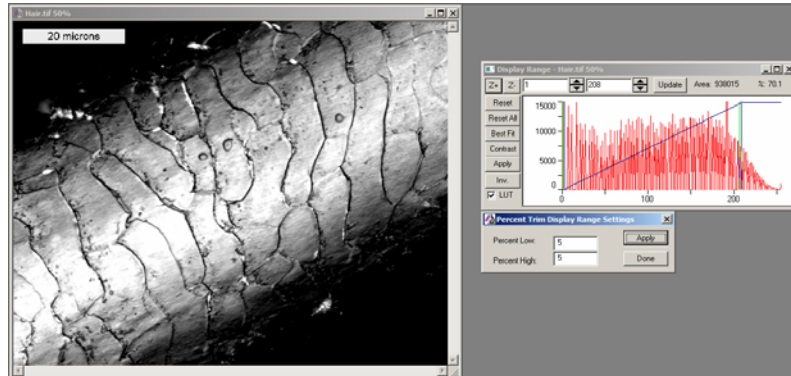 Hair.tif 50%
20 microns
Display Range - Hair.tif 50%
Z+ Z- 1 208 Update Area: 938015 %: 70.1
Reset
Reset All
Best Fit
Contrast
Apply
Inv.
LUT
15000
10000
5000
0
0 100 200
Percent Trim Display Range Settings
Percent Low: 5 Apply
Percent High: 5 Done